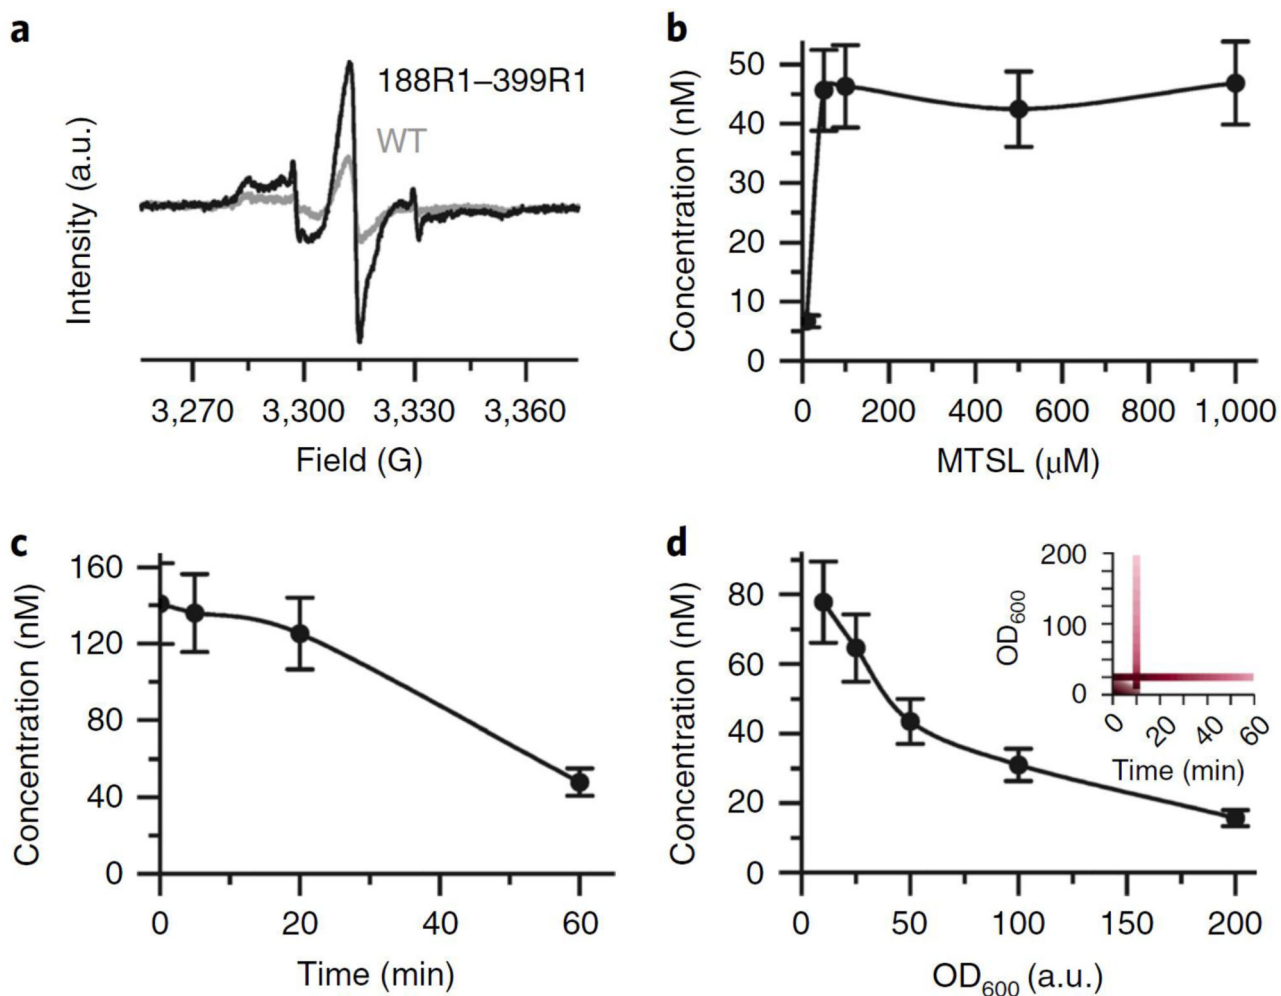 a
188R1–399R1
WT
Intensity (a.u.)
3,270 3,300 3,330 3,360
Field (G)
b
50
40
30
20
10
0
Concentration (nM)
0 200 400 600 800 1,000
MTSL (μM)
c
160
120
80
40
0
Concentration (nM)
0 20 40 60
Time (min)
d
80
60
40
20
0
Concentration (nM)
0 50 100 150 200
OD600 (a.u.)
200
100
0
OD600
0 20 40 60
Time (min)